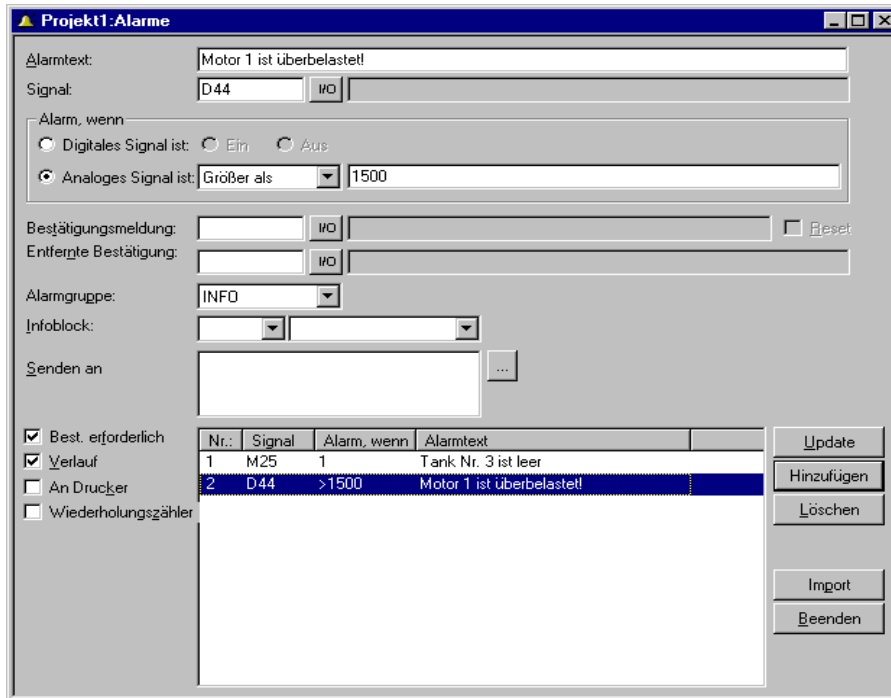 Projekt1:Alarme
Alarmtext: Motor 1 ist überbelastet!
Signal: D44 I/O
Alarm, wenn
Digitales Signal ist: Ein Aus
Analoges Signal ist: Größer als 1500
Bestätigungsmeldung: I/O Reset
Entfernte Bestätigung: I/O
Alarmgruppe: INFO
Infoblock:
Senden an ...
Best. erforderlich
Verlauf
An Drucker
Wiederholungszähler
Nr.: Signal Alarm, wenn Alarmtext
1 M25 1 Tank Nr. 3 ist leer
2 D44 >1500 Motor 1 ist überbelastet!
Update
Hinzufügen
Löschen
Import
Beenden